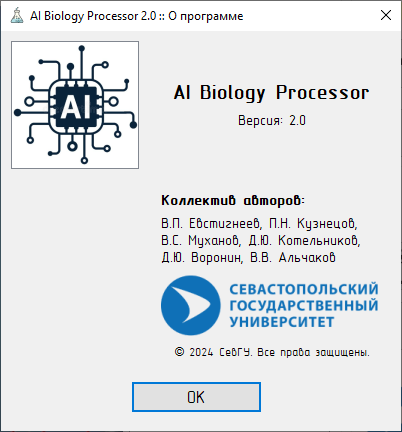 AI Biology Processor 2.0 :: О программе
AI
AI Biology Processor
Версия: 2.0
Коллектив авторов:
В.П. Евстигнеев, П.Н. Кузнецов,
В.С. Муханов, Д.Ю. Котельников,
Д.Ю. Воронин, В.В. Альчаков
СЕВАСТОПОЛЬСКИЙ
ГОСУДАРСТВЕННЫЙ
УНИВЕРСИТЕТ
© 2024 СевГУ. Все права защищены.
OK